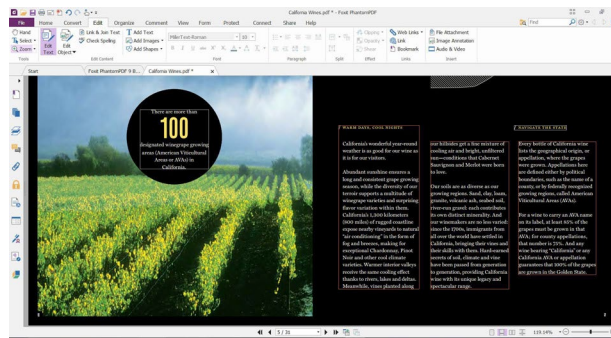 California Wines.pdf * - Foxit PhantomPDF
File Home Convert Edit Organize Comment View Form Protect Connect Share Help
Find
Hand
Select
Zoom
Tools
Edit Text
Edit Object
Link & Join Text
Check Spelling
Edit Content
Add Text
Add Images
Add Shapes
MillerText-Roman
Font
Paragraph
Split
Effect
Web Links
Link
Bookmark
Links
File Attachment
Image Annotation
Audio & Video
Insert
Start
Foxit PhantomPDF 9 B...
California Wines.pdf *
There are more than
100
designated winegrape growing
areas (American Viticultural
Areas or AVAs) in
California.
/ WARM DAYS, COOL NIGHTS
California's wonderful year-round
weather is as good for our wine as
it is for our visitors.
Abundant sunshine ensures a
long and consistent grape growing
season, while the diversity of our
terroir supports a multitude of
winegrape varieties and surprising
flavor variation within them.
California's 1,300 kilometers
(800 miles) of rugged coastline
expose nearby vineyards to natural
"air conditioning" in the form of
fog and breezes, making for
exceptional Chardonnay, Pinot
Noir and other cool climate
varieties. Warmer interior valleys
receive the same cooling effect
thanks to rivers, lakes and deltas.
Meanwhile, vines planted along
our hillsides get a fine mixture of
cooling air and bright, unfiltered
sun—conditions that Cabernet
Sauvignon and Merlot were born
to love.
Our soils are as diverse as our
growing regions. Sand, clay, loam,
granite, volcanic ash, seabed soil,
river-run gravel: each contributes
its own distinct minerality. And
our winemakers are no less varied:
since the 1700s, immigrants from
all over the world have settled in
California, bringing their vines and
their skills with them. Hard-earned
secrets of soil, climate and vine
have been passed from generation
to generation, providing California
wine with its unique legacy and
spectacular range.
/ NAVIGATE THE STATE
Every bottle of California wine
lists the geographical origin, or
appellation, where the grapes
were grown. Appellations here
are defined either by political
boundaries, such as the name of a
county, or by federally recognized
growing regions, called American
Viticultural Areas (AVAs).
For a wine to carry an AVA name
on its label, at least 85% of the
grapes must be grown in that
AVA; for county appellations,
that number is 75%. And any
wine bearing "California" or any
California AVA or appellation
guarantees that 100% of the grapes
are grown in the Golden State.
5 / 31
119.14%